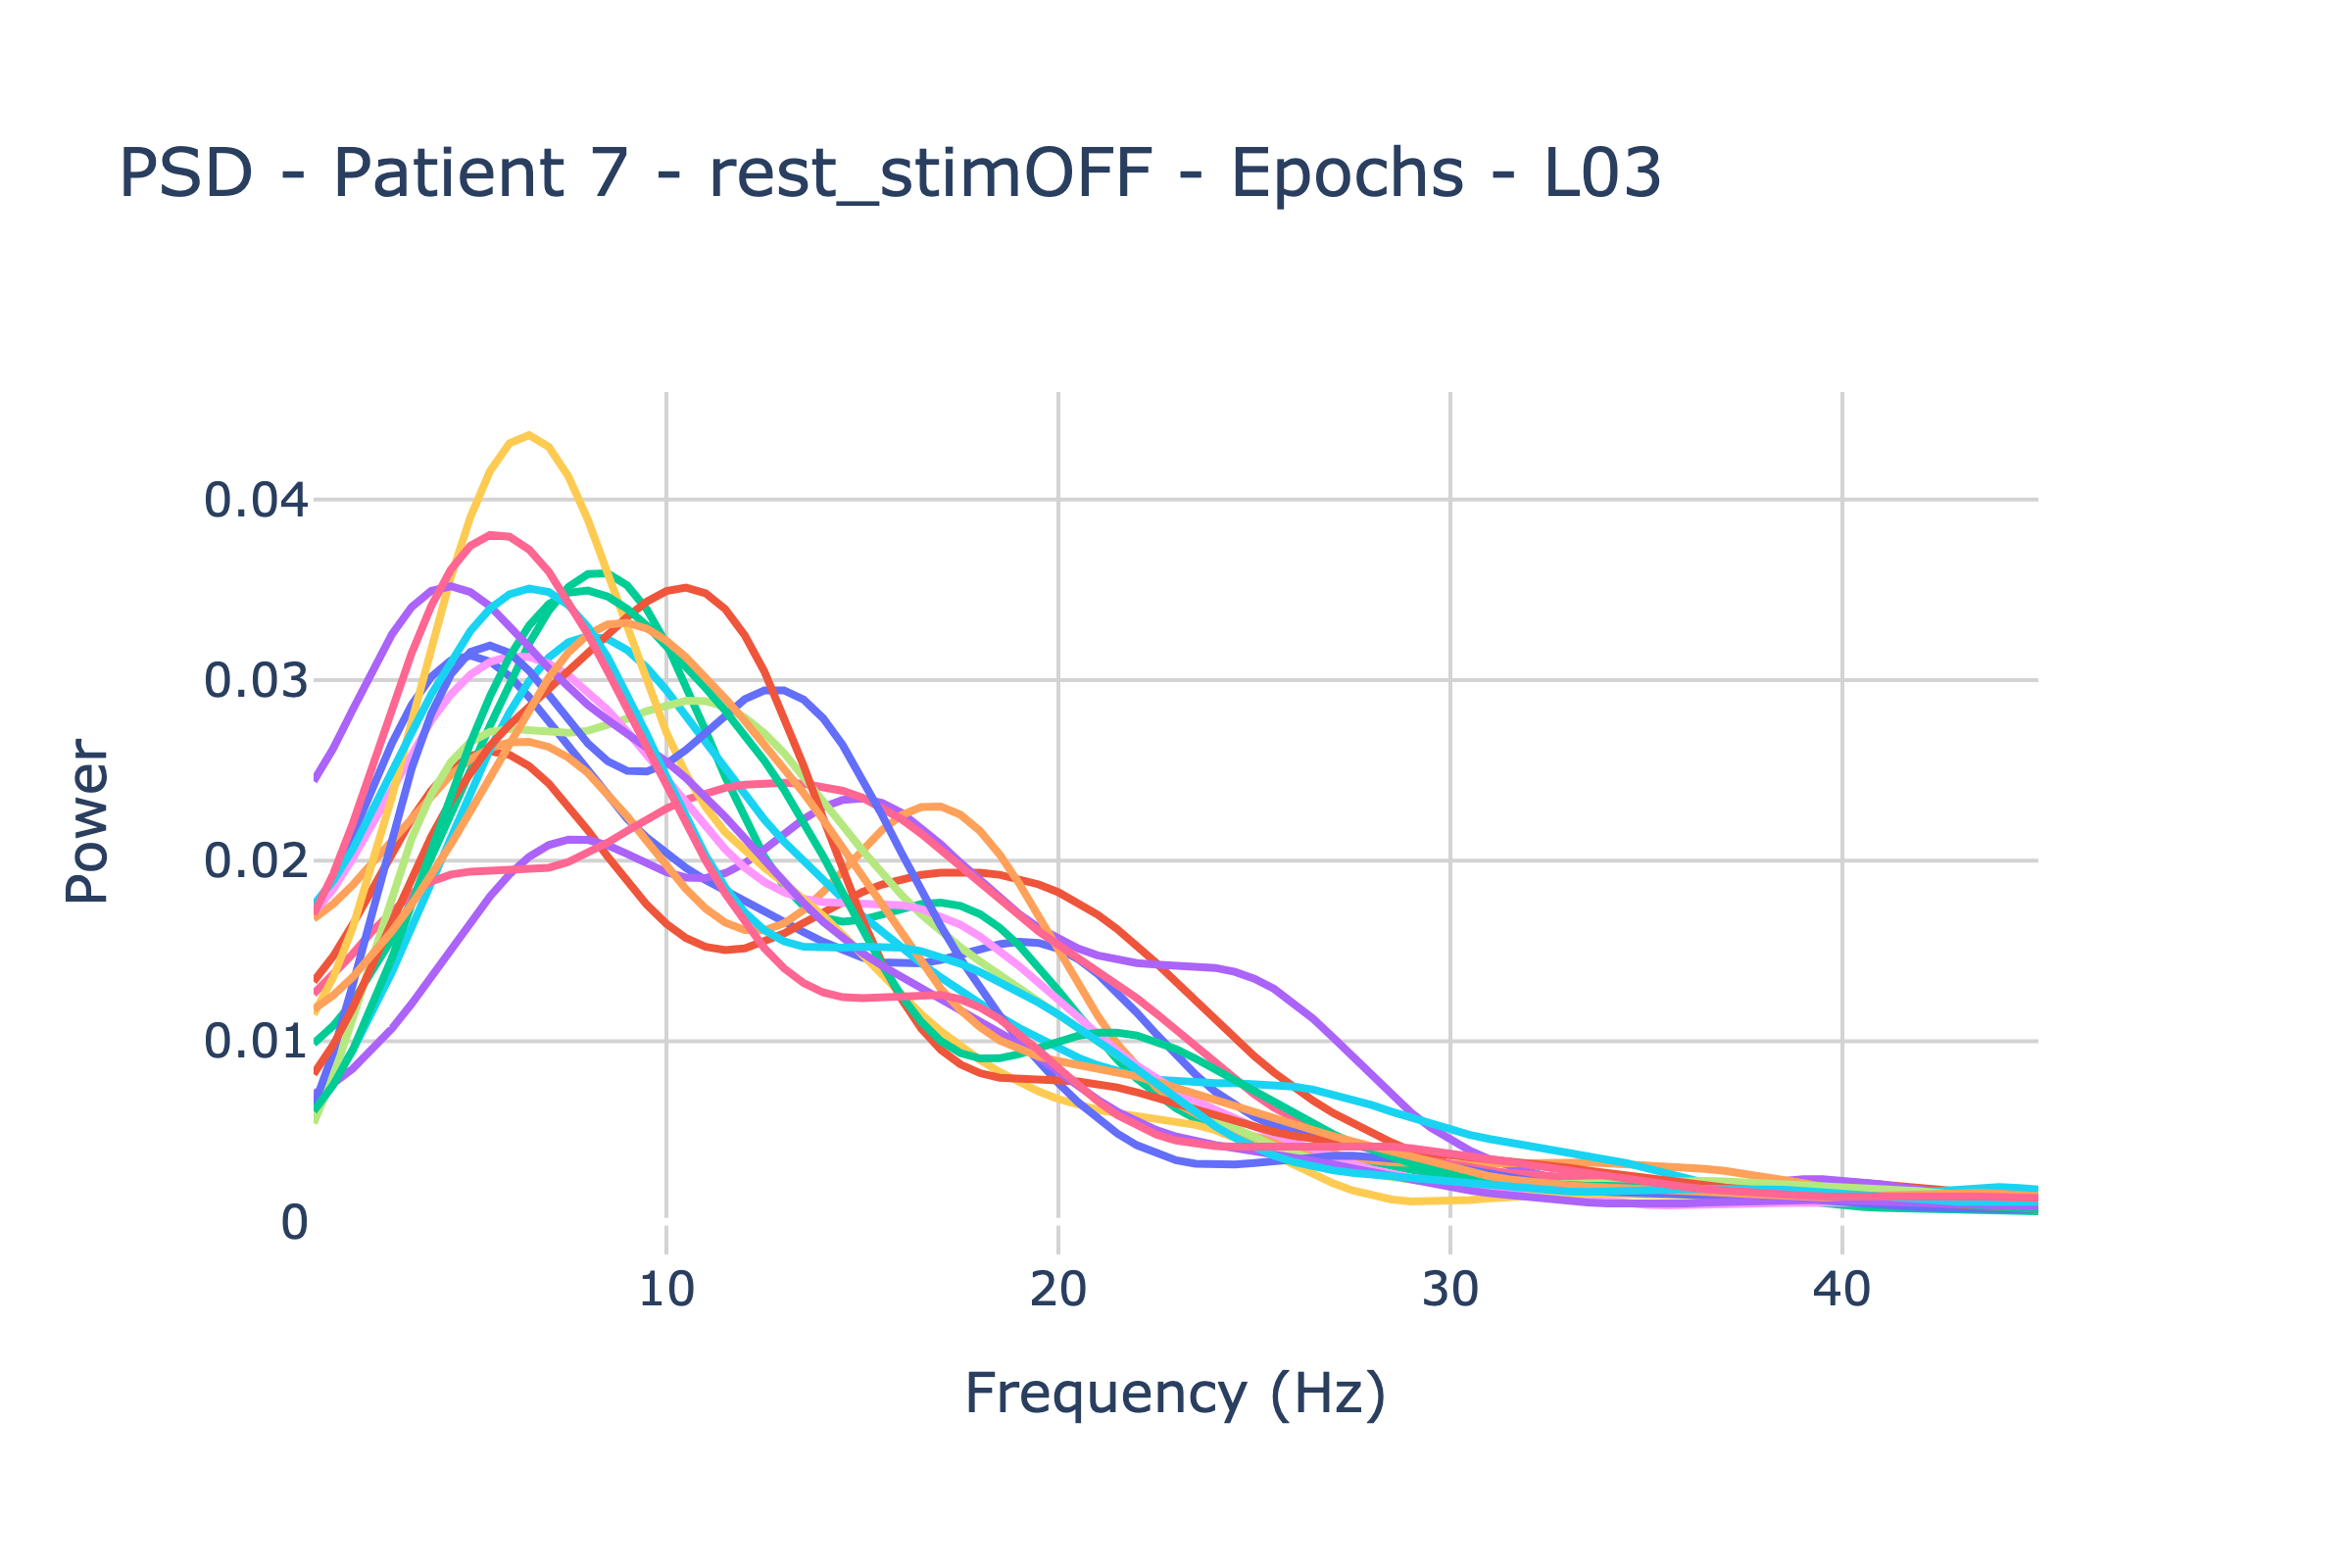 PSD - Patient 7 - rest_stimOFF - Epochs - L03
Power
0.04
0.03
0.02
0.01
0
10 20 30 40
Frequency (Hz)